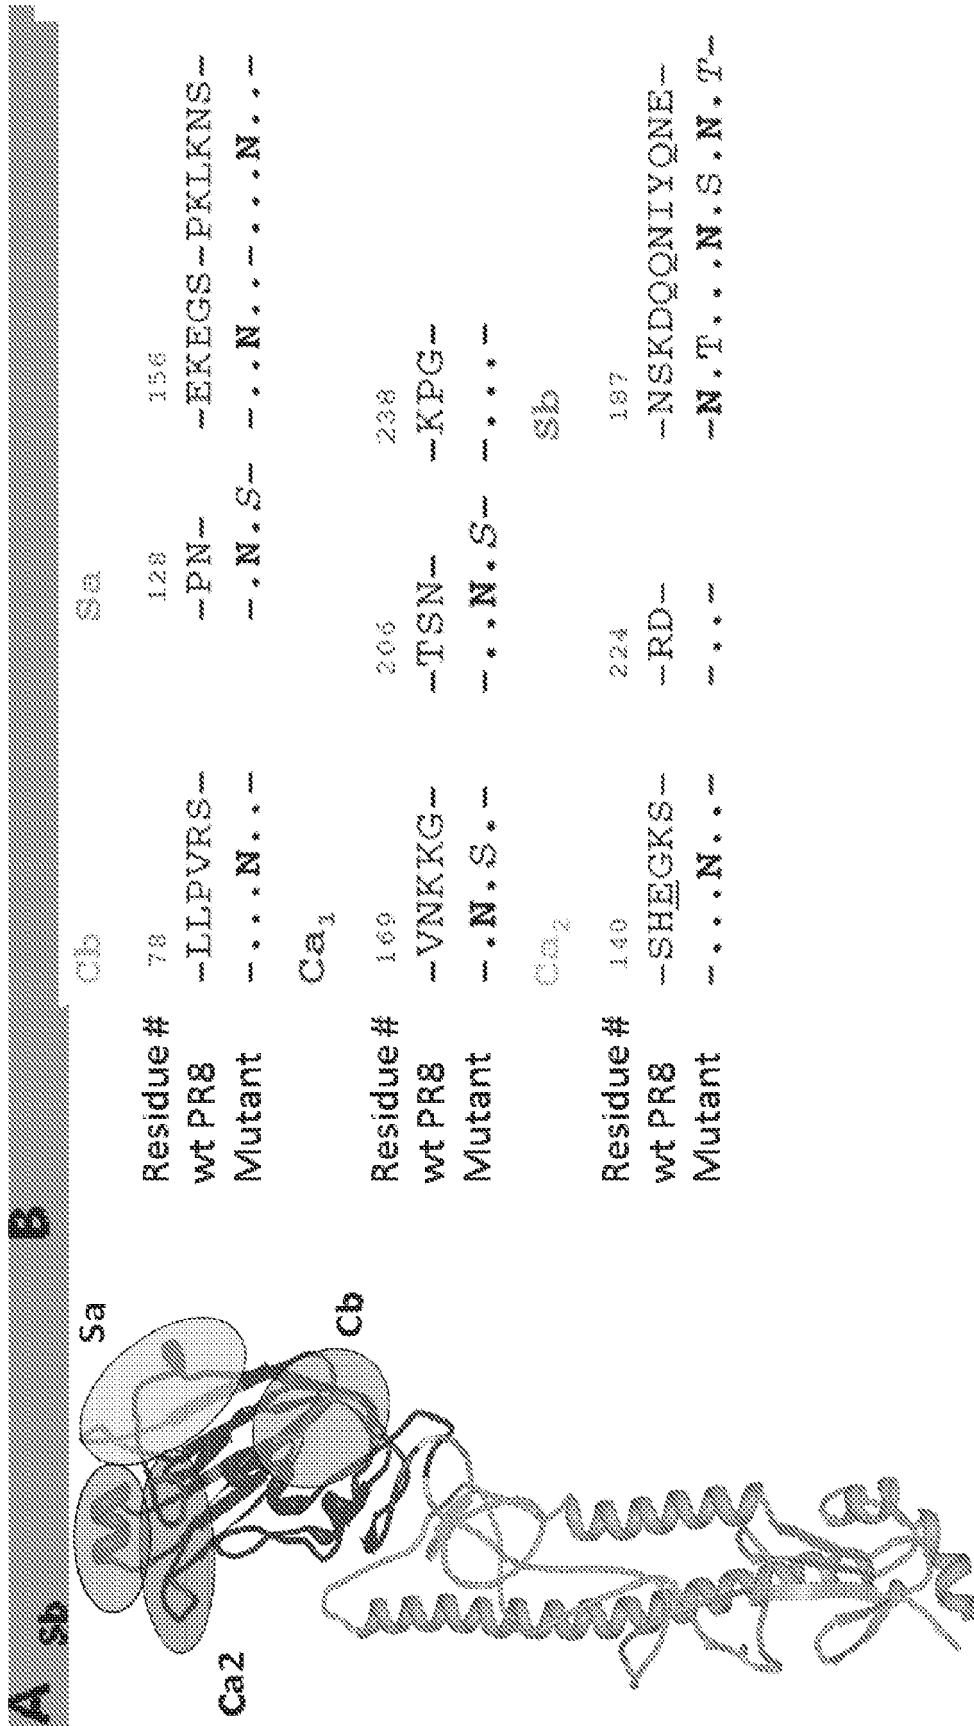 A
B
Sb
Sa
Ca2
Cb
Cb
Sa
Residue # 78 128 156
wt PR8 -LLPVRS- -PN- -EKEGS-PKLKNS-
Mutant -...N..- -.N.S- -..N..-...N..-
Ca1
Residue # 169 206 238
wt PR8 -VNKKG- -TSN- -KPG-
Mutant -.N.S.- -..N.S- -...-
Ca2
Sb
Residue # 140 224 187
wt PR8 -SHEGKS- -RD- -NSKDQQNIYQNE-
Mutant -...N..- -..- -N.T...N.S.N.T-